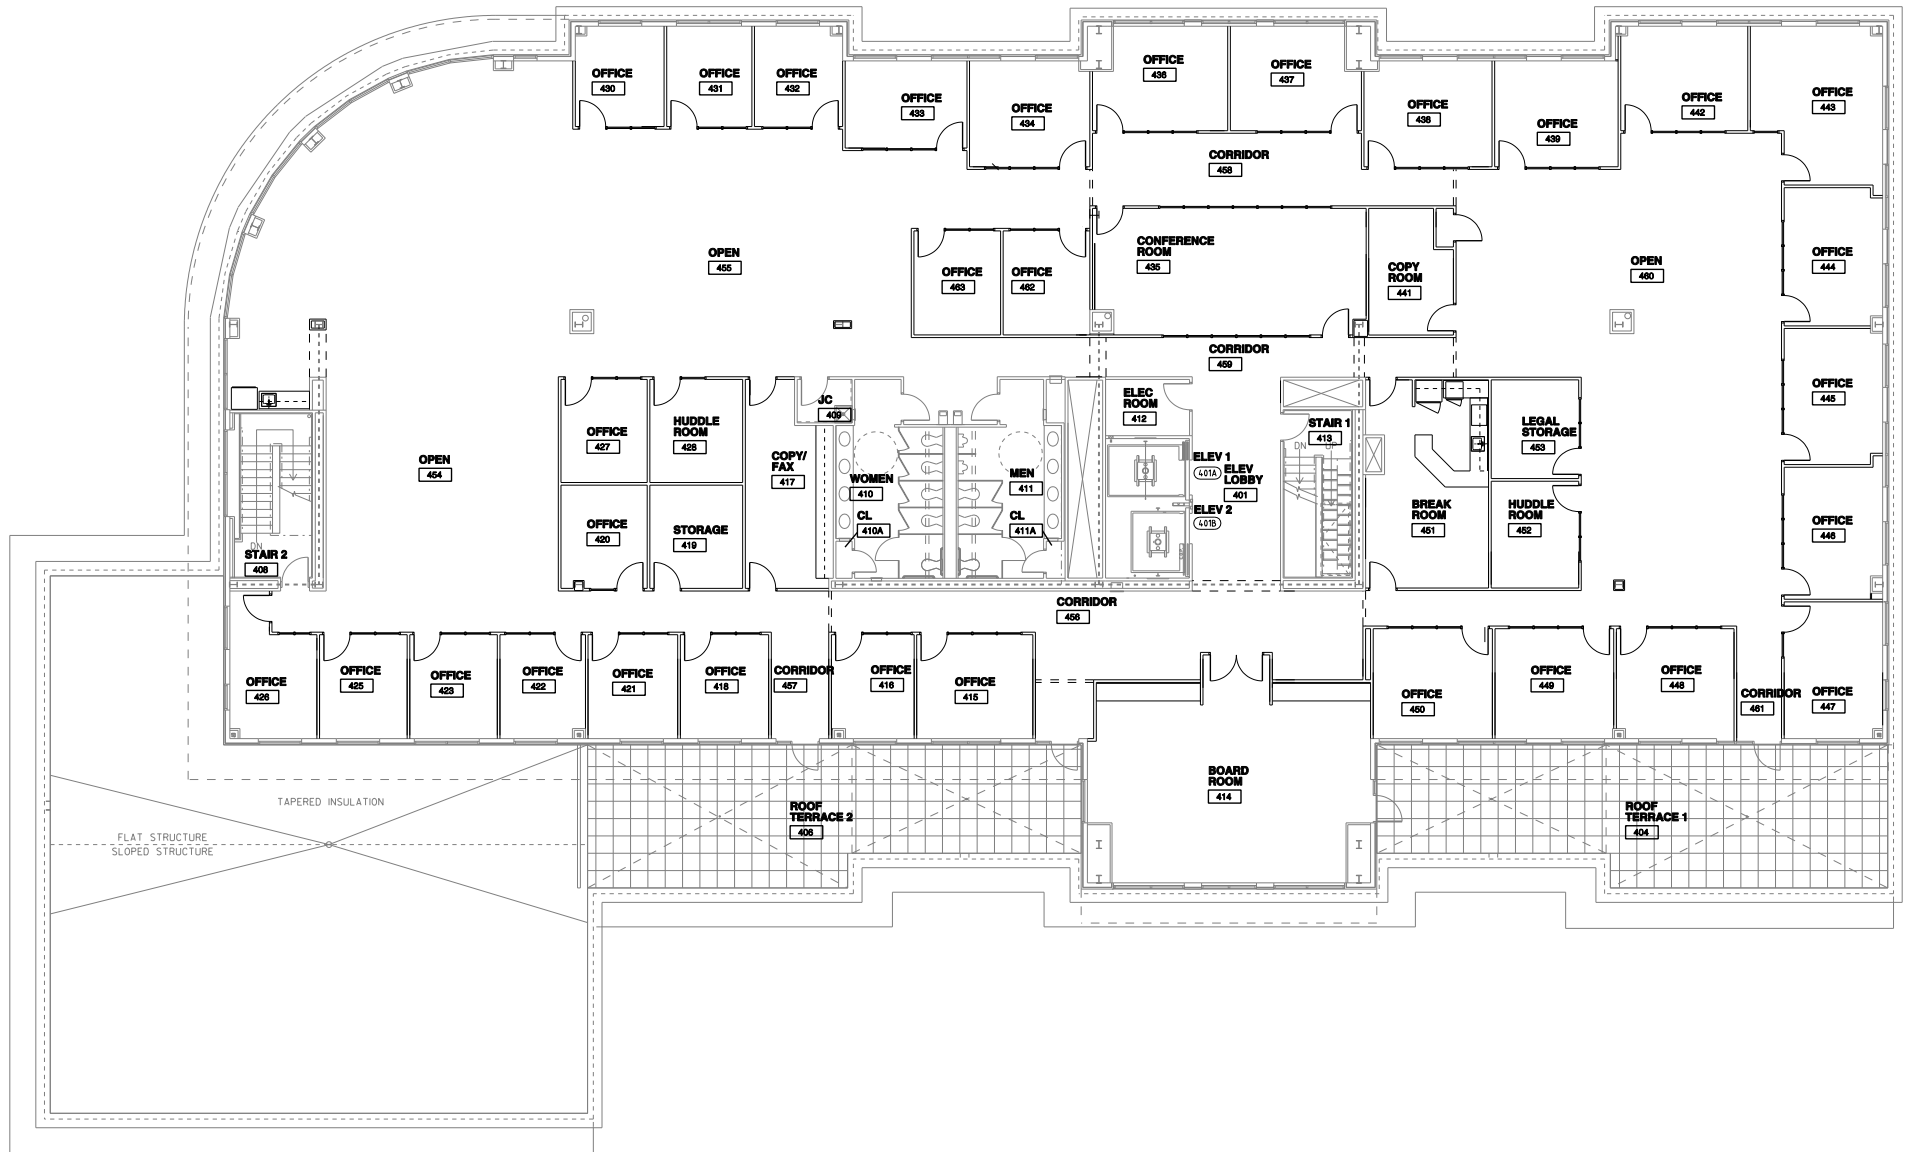 OFFICE
430
OFFICE
431
OFFICE
432
OFFICE
433
OFFICE
434
OFFICE
436
OFFICE
437
OFFICE
438
OFFICE
439
OFFICE
442
OFFICE
443
CORRIDOR
458
OPEN
455
OFFICE
463
OFFICE
462
CONFERENCE
ROOM
435
COPY
ROOM
441
OPEN
460
OFFICE
444
CORRIDOR
459
OFFICE
445
OPEN
454
OFFICE
427
HUDDLE
ROOM
428
COPY/
FAX
417
JC
409
WOMEN
410
MEN
411
CL
410A
CL
411A
ELEC
ROOM
412
ELEV 1
401A
ELEV
LOBBY
401
ELEV 2
401B
STAIR 1
413
DN
UP
LEGAL
STORAGE
453
BREAK
ROOM
451
HUDDLE
ROOM
452
OFFICE
446
OFFICE
420
STORAGE
419
DN
STAIR 2
408
CORRIDOR
456
OFFICE
426
OFFICE
425
OFFICE
423
OFFICE
422
OFFICE
421
OFFICE
418
CORRIDOR
457
OFFICE
416
OFFICE
415
OFFICE
450
OFFICE
449
OFFICE
448
CORRIDOR
461
OFFICE
447
BOARD
ROOM
414
ROOF
TERRACE 2
406
ROOF
TERRACE 1
404
TAPERED INSULATION
FLAT STRUCTURE
SLOPED STRUCTURE